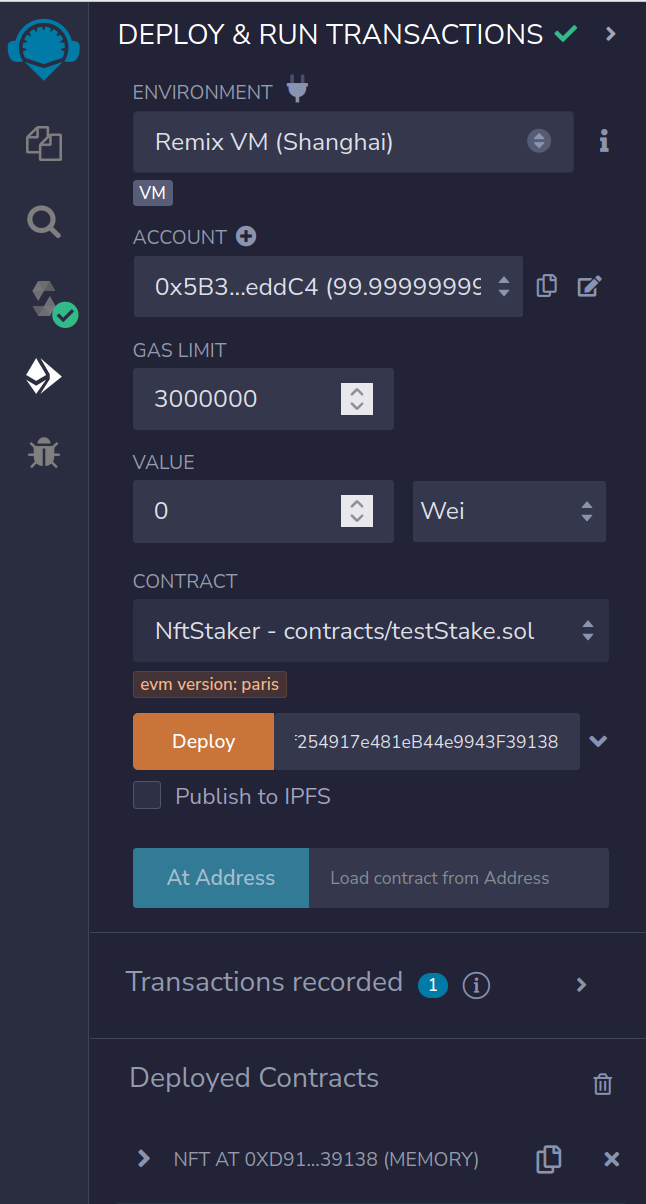 DEPLOY & RUN TRANSACTIONS
ENVIRONMENT
Remix VM (Shanghai)
VM
ACCOUNT
0x5B3...eddC4 (99.99999999
GAS LIMIT
3000000
VALUE
0 Wei
CONTRACT
NftStaker - contracts/testStake.sol
evm version: paris
Deploy f254917e481eB44e9943F39138
Publish to IPFS
At Address Load contract from Address
Transactions recorded 1 i
Deployed Contracts
NFT AT 0XD91...39138 (MEMORY)